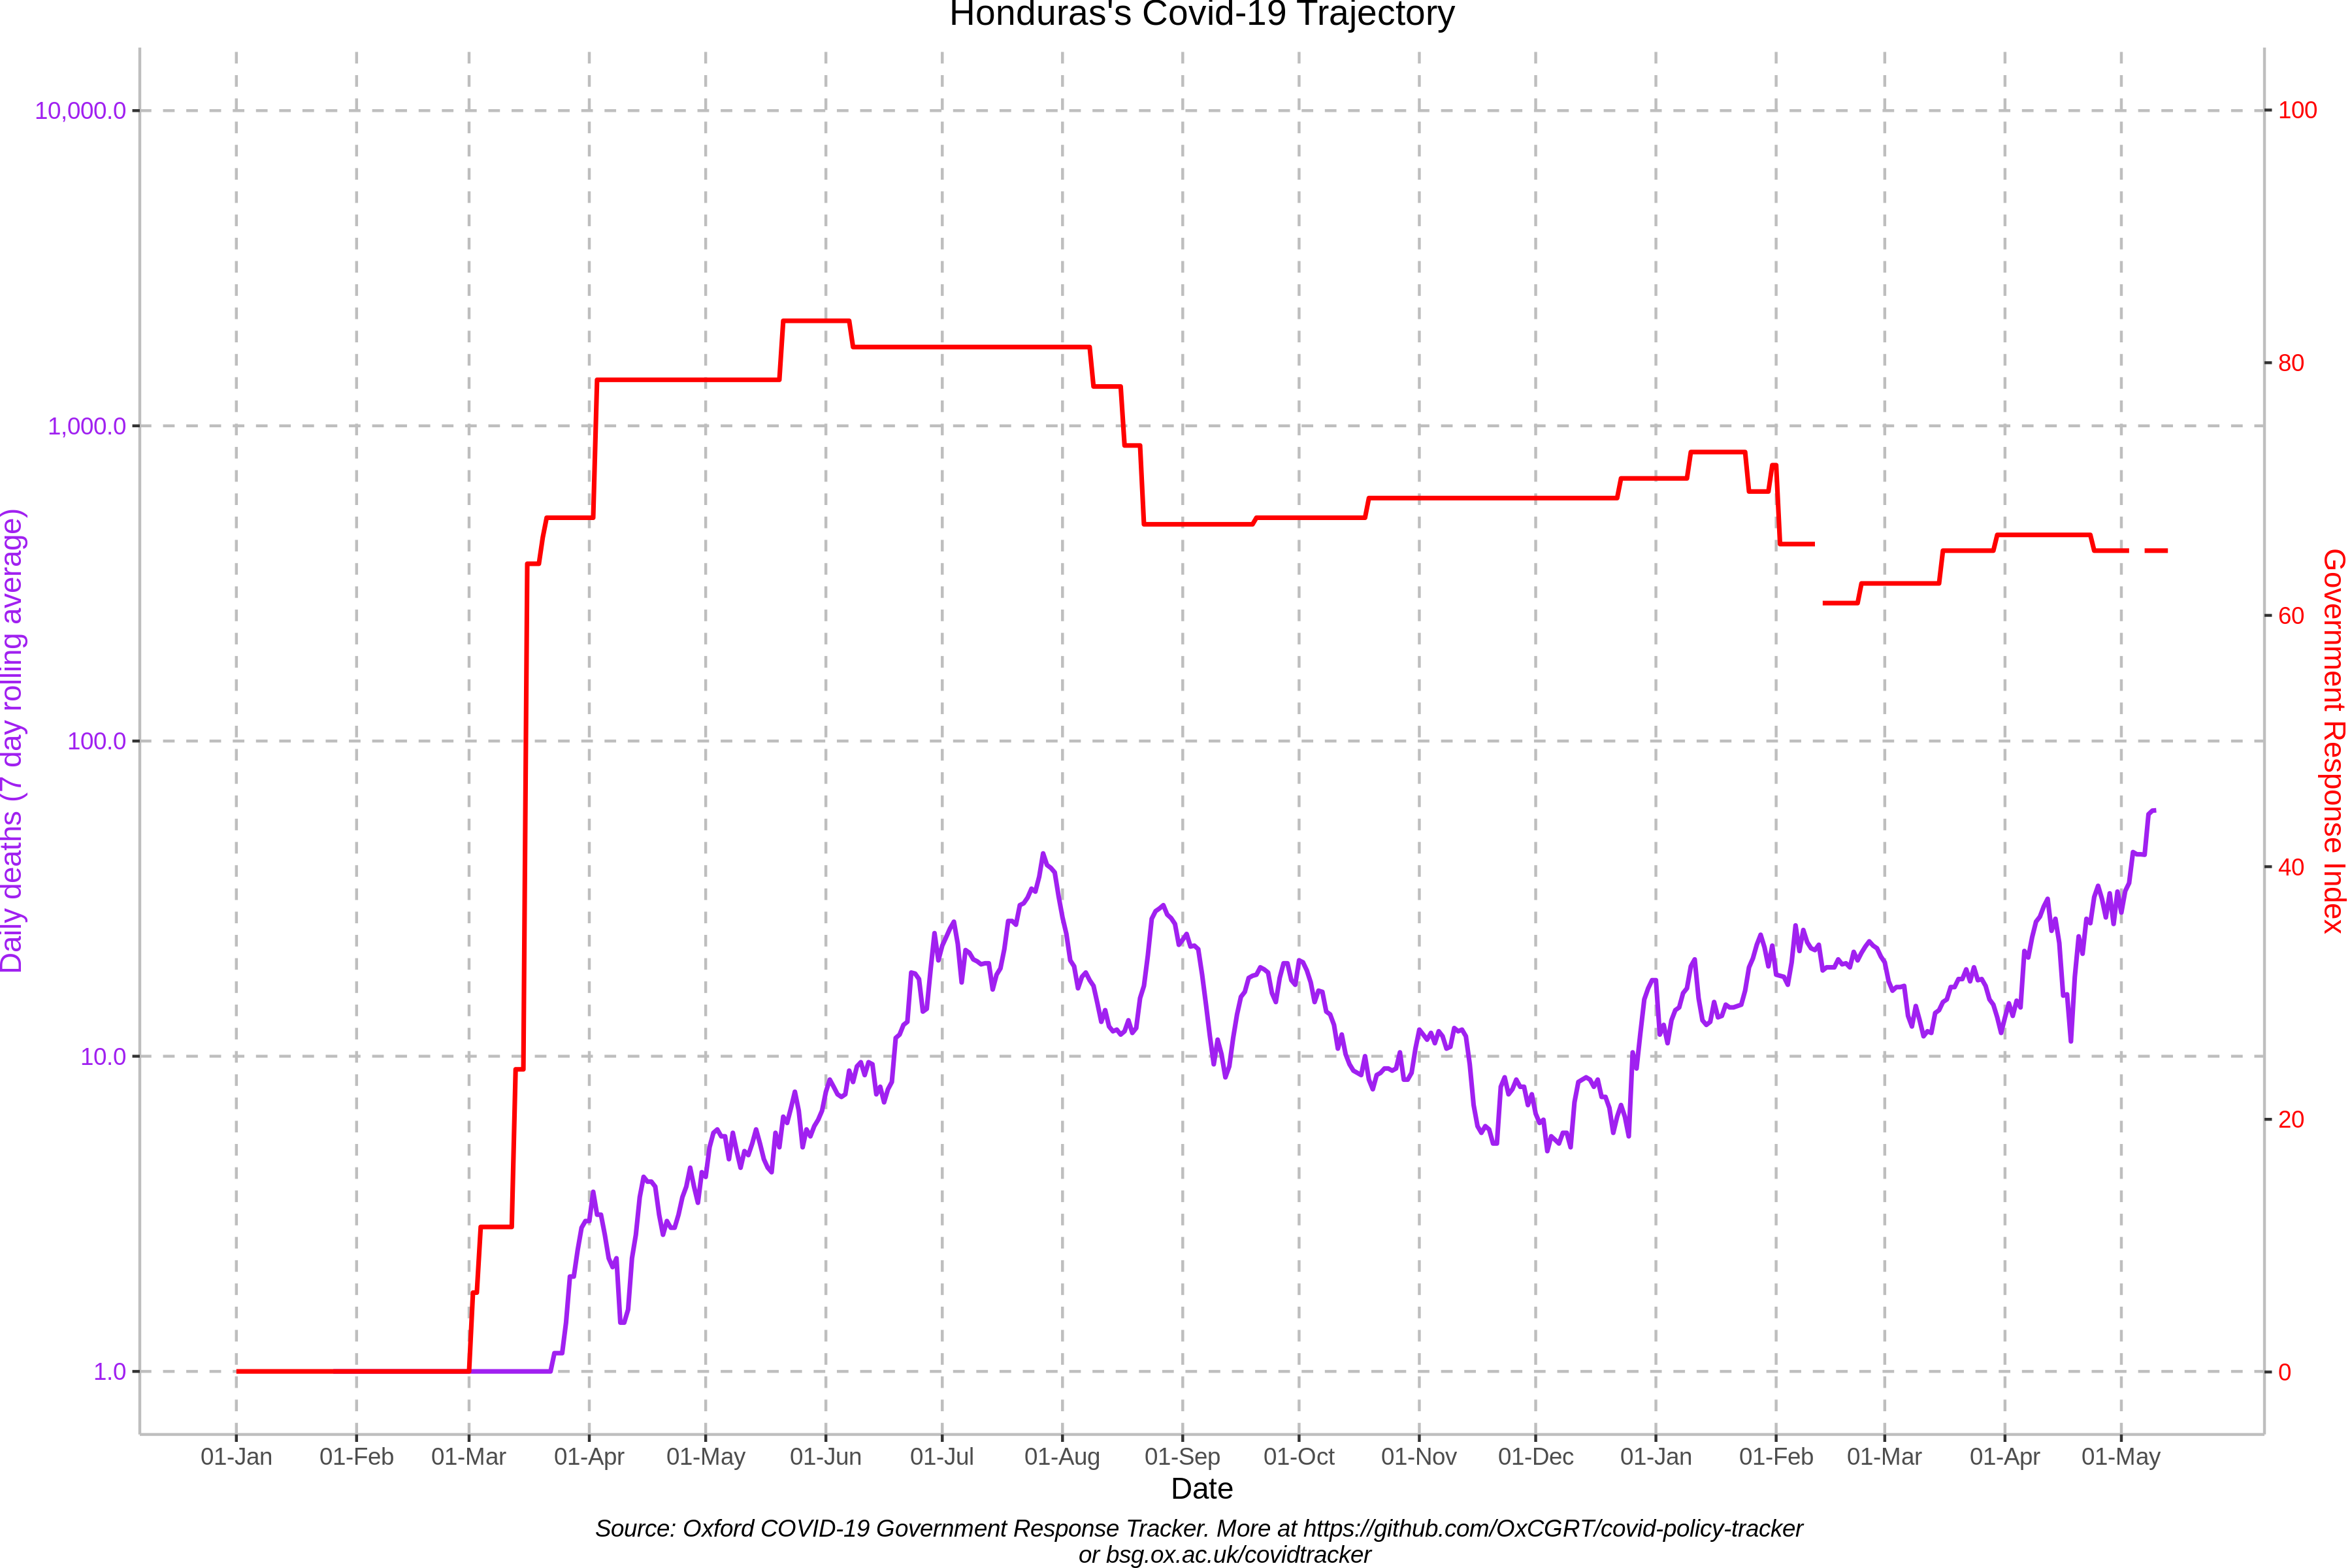 Honduras's Covid-19 Trajectory
10,000.0
1,000.0
100.0
10.0
1.0
Daily deaths (7 day rolling average)
100
80
60
40
20
0
Government Response Index
01-Jan 01-Feb 01-Mar 01-Apr 01-May 01-Jun 01-Jul 01-Aug 01-Sep 01-Oct 01-Nov 01-Dec 01-Jan 01-Feb 01-Mar 01-Apr 01-May
Date
Source: Oxford COVID-19 Government Response Tracker. More at https://github.com/OxCGRT/covid-policy-tracker
or bsg.ox.ac.uk/covidtracker